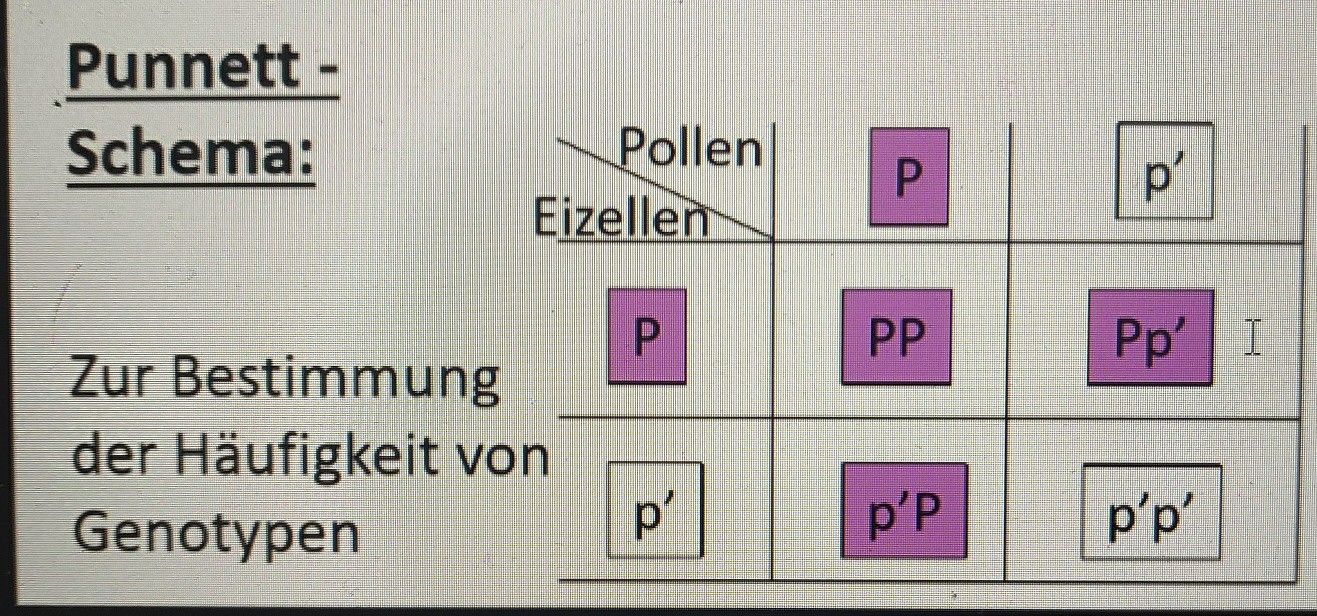 Punnett -
Schema:
Zur Bestimmung
der Häufigkeit von
Genotypen
Pollen P p′
Eizellen
P PP Pp′
p′ p′P p′p′